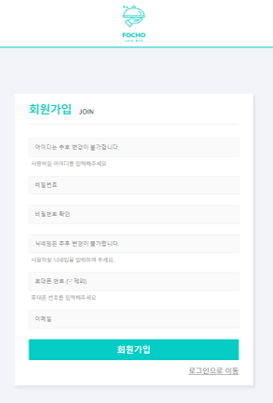 FOCHO
회원가입 JOIN
아이디는 추후 변경이 불가합니다
사용하실 아이디를 입력해주세요
비밀번호
비밀번호 확인
닉네임은 추후 변경이 불가합니다
사용하실 닉네임을 입력하여 주세요.
휴대폰 번호 ('-' 제외)
휴대폰 번호를 입력해주세요
이메일
회원가입
로그인으로 이동